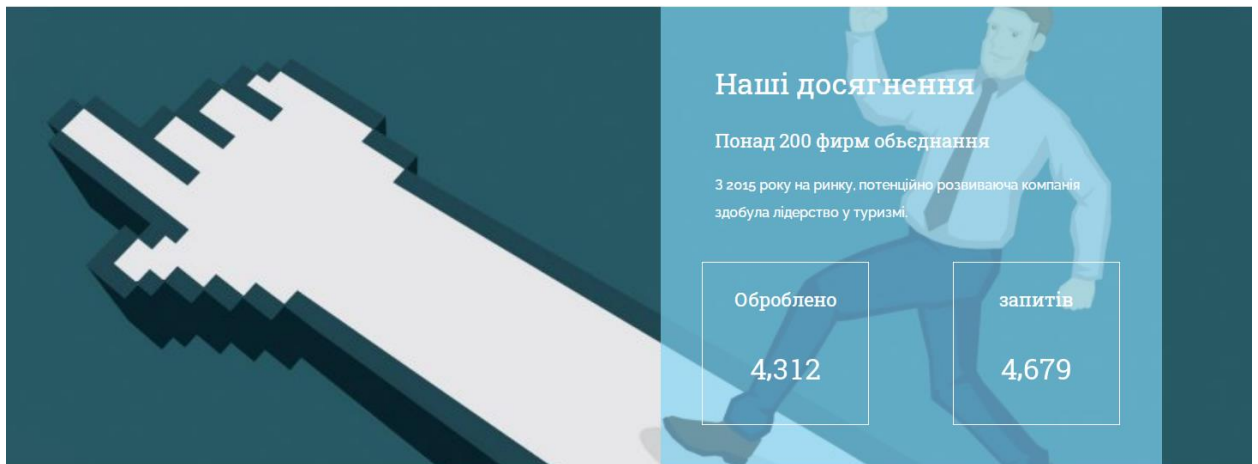 Наші досягнення
Понад 200 фирм обьєднання
З 2015 року на ринку, потенційно розвиваюча компанія
здобула лідерство у туризмі.
Оброблено
4,312
запитів
4,679